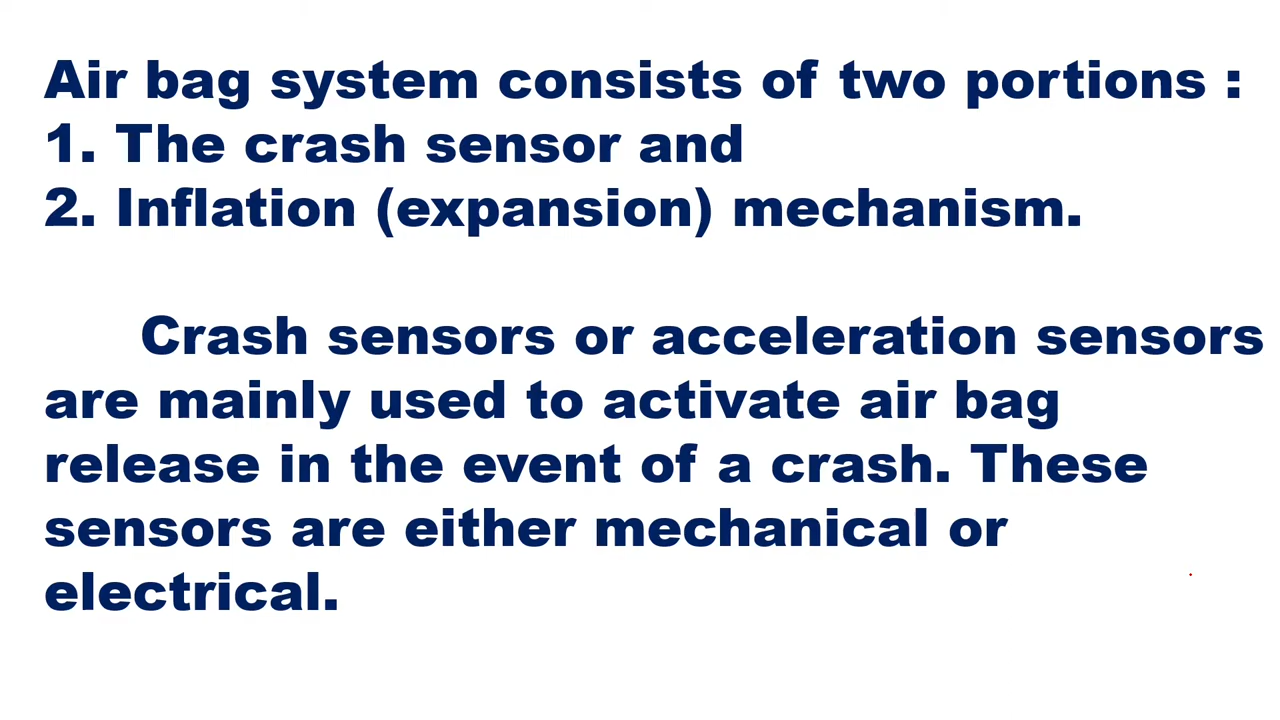 Air bag system consists of two portions :
1. The crash sensor and
2. Inflation (expansion) mechanism.
Crash sensors or acceleration sensors
are mainly used to activate air bag
release in the event of a crash. These
sensors are either mechanical or
electrical.